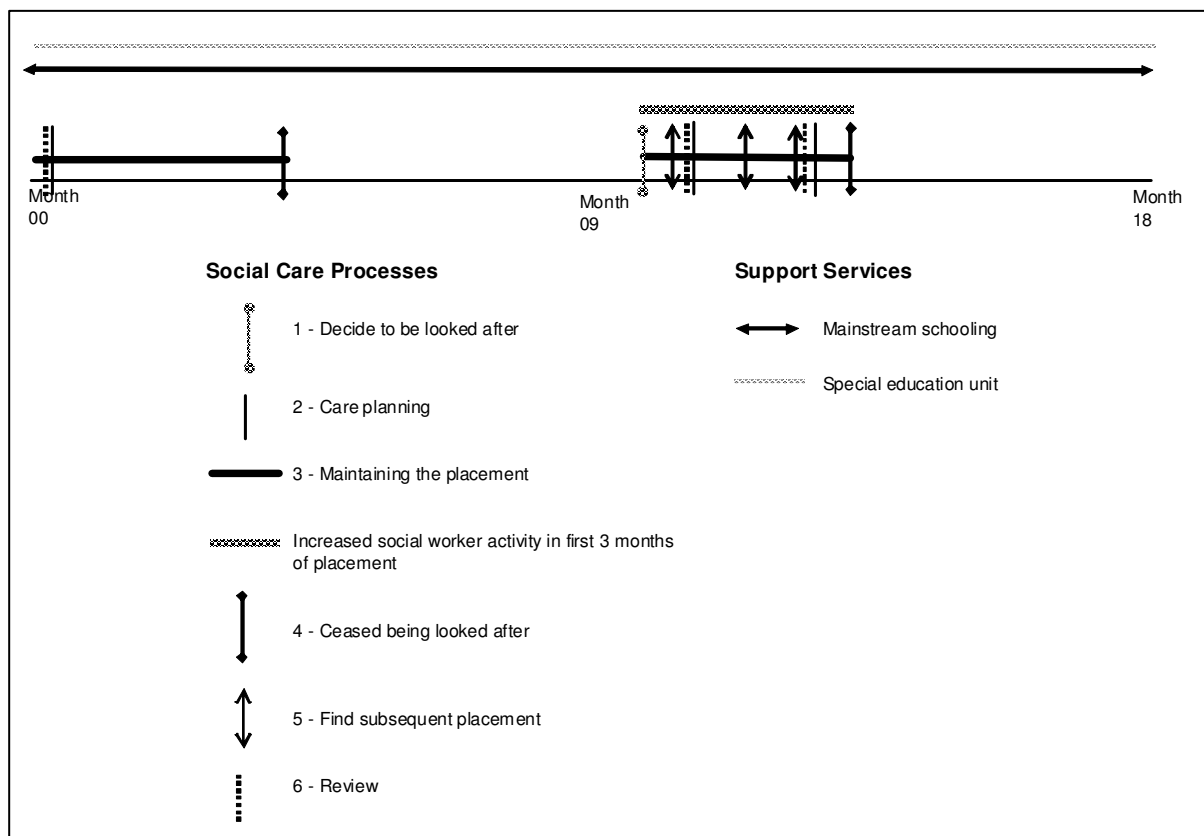 Month
00
Month
09
Month
18
Social Care Processes
Support Services
1 - Decide to be looked after
Mainstream schooling
Special education unit
2 - Care planning
3 - Maintaining the placement
Increased social worker activity in first 3 months
of placement
4 - Ceased being looked after
5 - Find subsequent placement
6 - Review